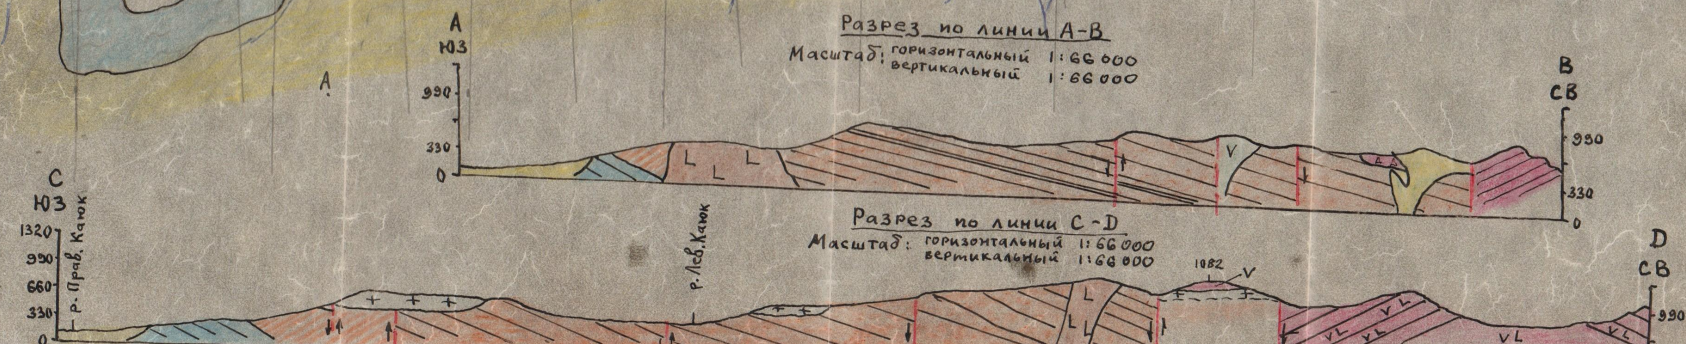 Разрез по линии А-В
Масштаб: горизонтальный 1:66 000
вертикальный 1:66 000
А
ЮЗ
А
990
330
0
L L
L
V
В
СВ
990
330
0
Разрез по линии С-D
Масштаб: горизонтальный 1:66 000
вертикальный 1:66 000
С
ЮЗ
р. Прав. Каюк
1320
990
660
330
0
р. Лев. Каюк
1082
V
L
L
L
L
V
V L
V L
V L
V L
D
СВ
990